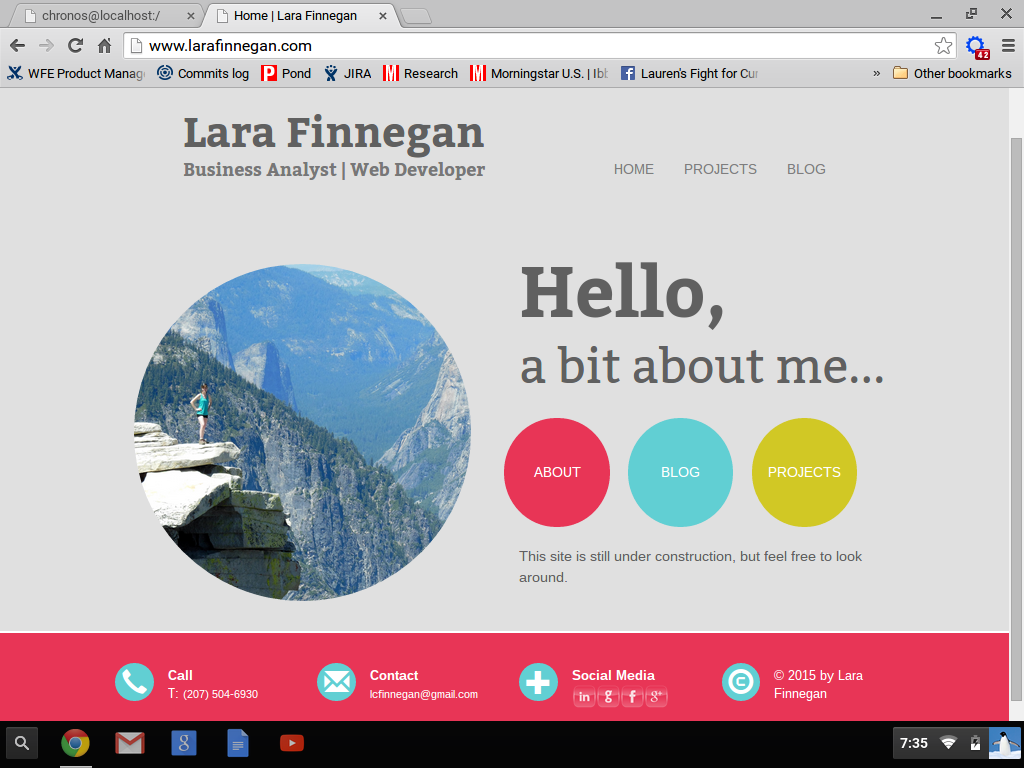 chronos@localhost:/
Home | Lara Finnegan
www.larafinnegan.com
42
WFE Product Manag
Commits log
Pond
JIRA
Research
Morningstar U.S. | Ibb
Lauren's Fight for Cur
»
Other bookmarks
Lara Finnegan
Business Analyst | Web Developer
HOME
PROJECTS
BLOG
Hello,
a bit about me...
ABOUT
BLOG
PROJECTS
This site is still under construction, but feel free to look
around.
Call
T: (207) 504-6930
Contact
lcfinnegan@gmail.com
Social Media
in g f g+
© 2015 by Lara
Finnegan
7:35